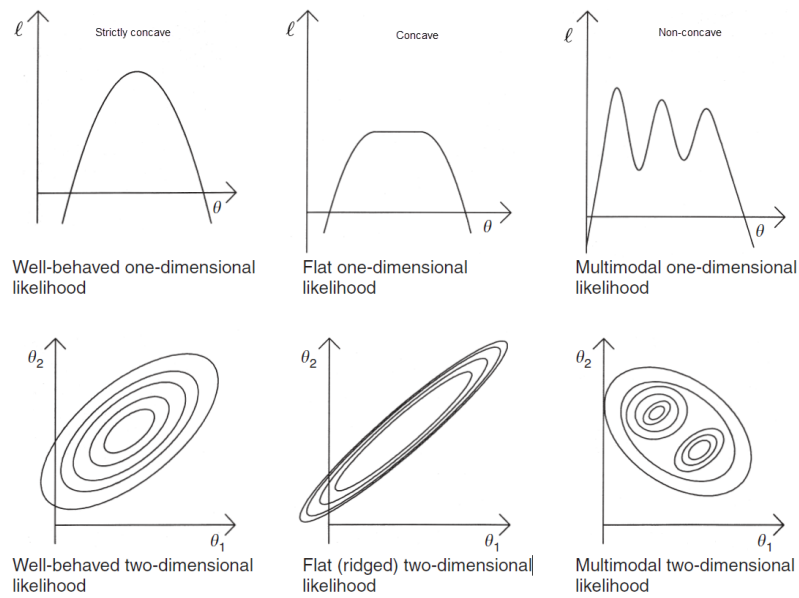 ℓ
Strictly concave
θ
Well-behaved one-dimensional
likelihood
ℓ
Concave
θ
Flat one-dimensional
likelihood
ℓ
Non-concave
θ
Multimodal one-dimensional
likelihood
θ2
θ1
Well-behaved two-dimensional
likelihood
θ2
θ1
Flat (ridged) two-dimensional
likelihood
θ2
θ1
Multimodal two-dimensional
likelihood